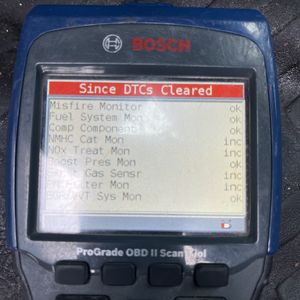 BOSCH
Since DTCs Cleared
Misfire Monitor ok
Fuel System Mon ok
Comp Component ok
NMHC Cat Mon inc
NOx Treat Mon inc
Boost Pres Mon ok
Gas Sensr inc
Mon inc
Sys Mon ok
ProGrade OBD II Scan Tool